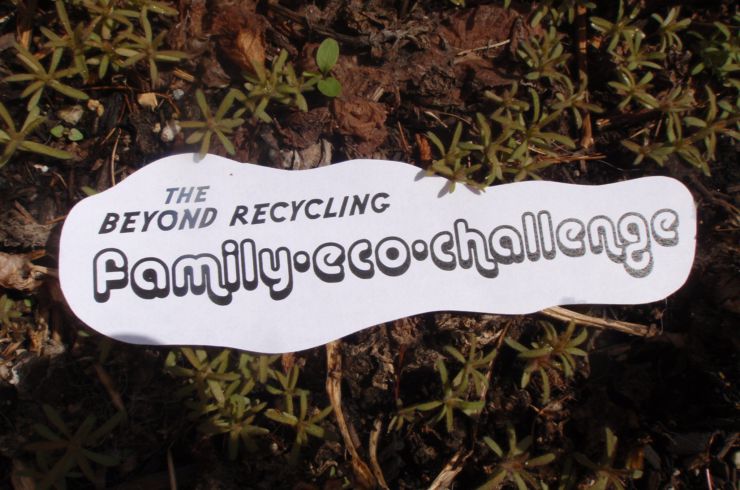 THE
BEYOND RECYCLING
family·eco·challenge